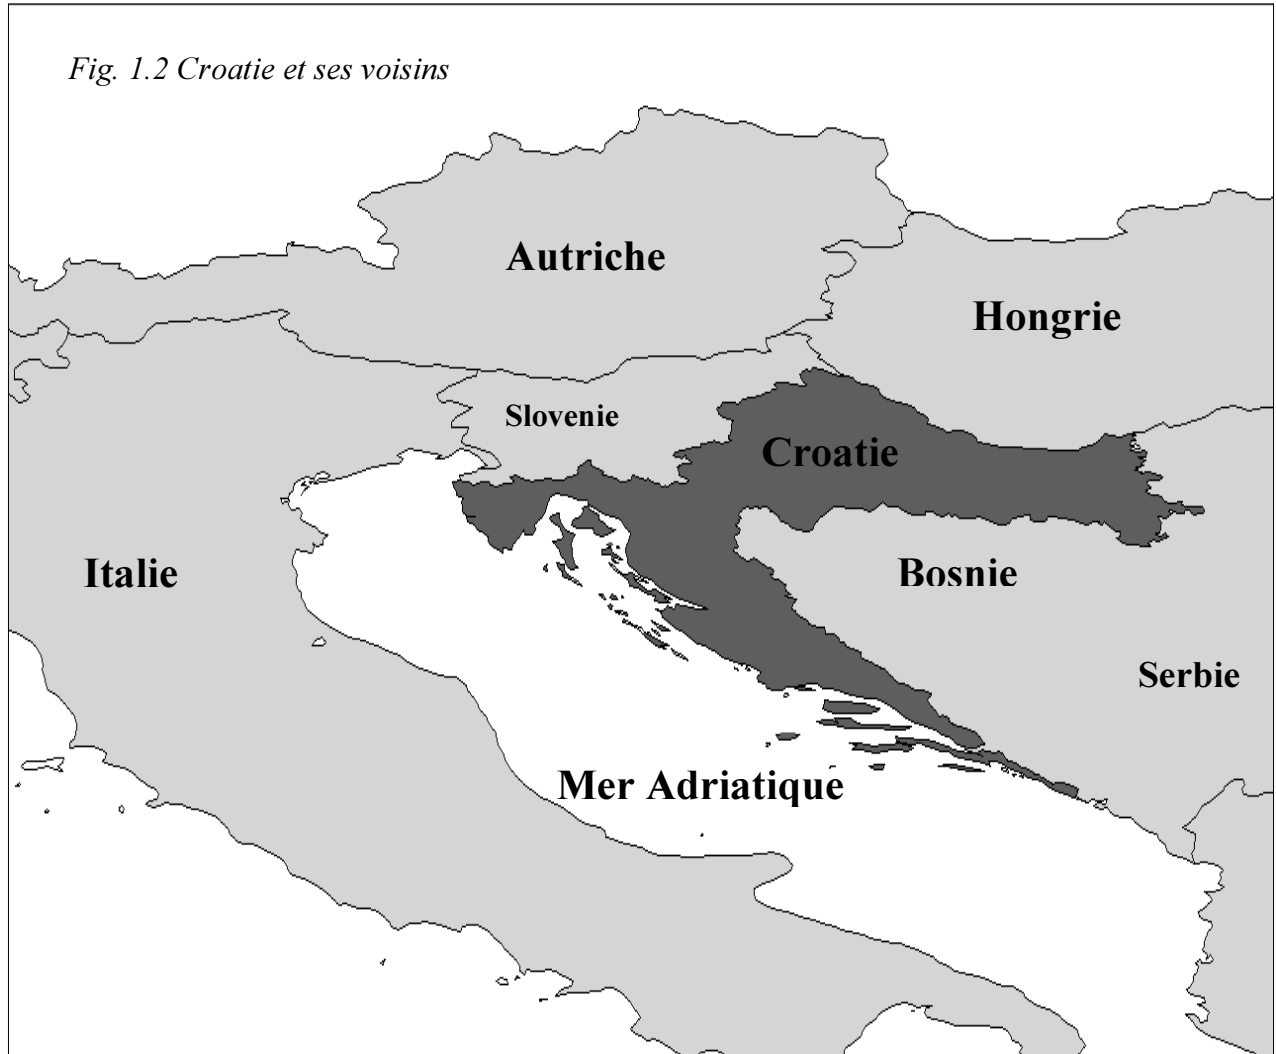 Fig. 1.2 Croatie et ses voisins
Autriche
Hongrie
Slovenie
Croatie
Italie
Bosnie
Serbie
Mer Adriatique